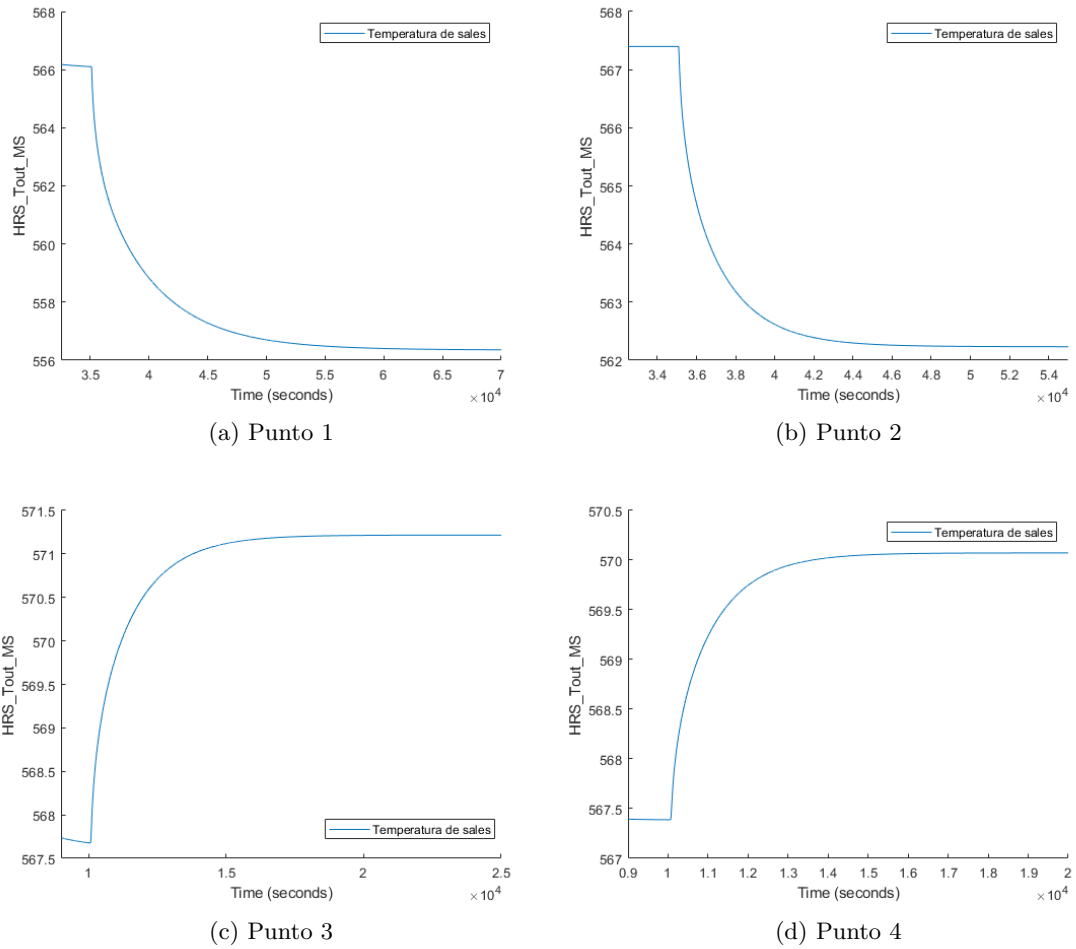 568
566
564
562
560
558
556
HRS_Tout_MS
Temperatura de sales
3.5 4 4.5 5 5.5 6 6.5 7
Time (seconds)
×10^4
(a) Punto 1
568
567
566
565
564
563
562
HRS_Tout_MS
Temperatura de sales
3.4 3.6 3.8 4 4.2 4.4 4.6 4.8 5 5.2 5.4
Time (seconds)
×10^4
(b) Punto 2
571.5
571
570.5
570
569.5
569
568.5
568
567.5
HRS_Tout_MS
Temperatura de sales
1 1.5 2 2.5
Time (seconds)
×10^4
(c) Punto 3
570.5
570
569.5
569
568.5
568
567.5
567
HRS_Tout_MS
Temperatura de sales
0.9 1 1.1 1.2 1.3 1.4 1.5 1.6 1.7 1.8 1.9 2
Time (seconds)
×10^4
(d) Punto 4